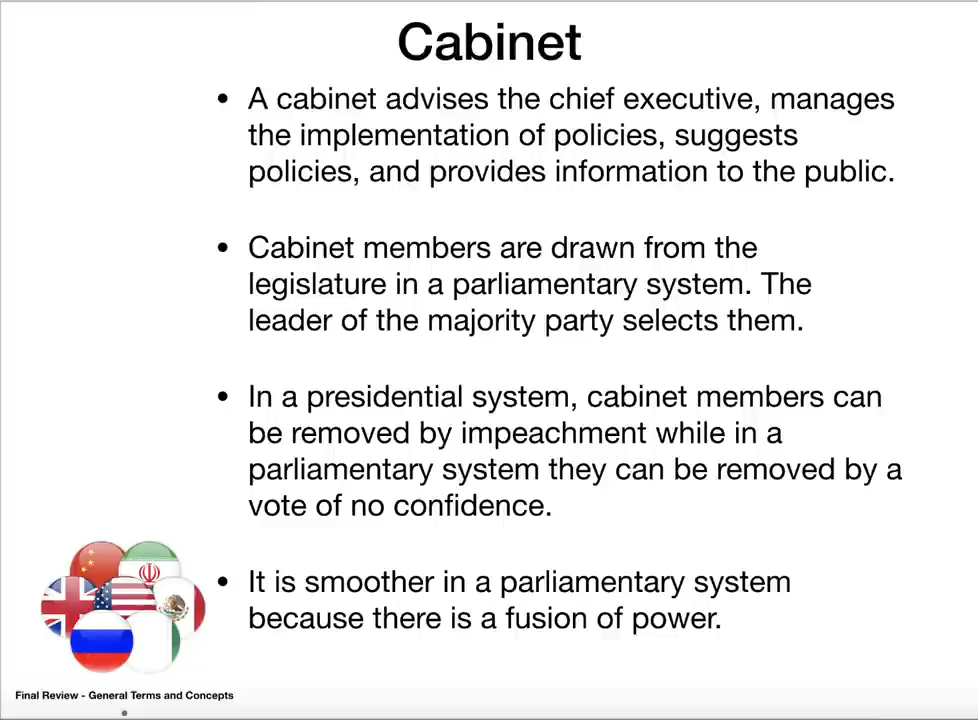 Cabinet
• A cabinet advises the chief executive, manages
the implementation of policies, suggests
policies, and provides information to the public.
• Cabinet members are drawn from the
legislature in a parliamentary system. The
leader of the majority party selects them.
• In a presidential system, cabinet members can
be removed by impeachment while in a
parliamentary system they can be removed by a
vote of no confidence.
• It is smoother in a parliamentary system
because there is a fusion of power.
Final Review - General Terms and Concepts